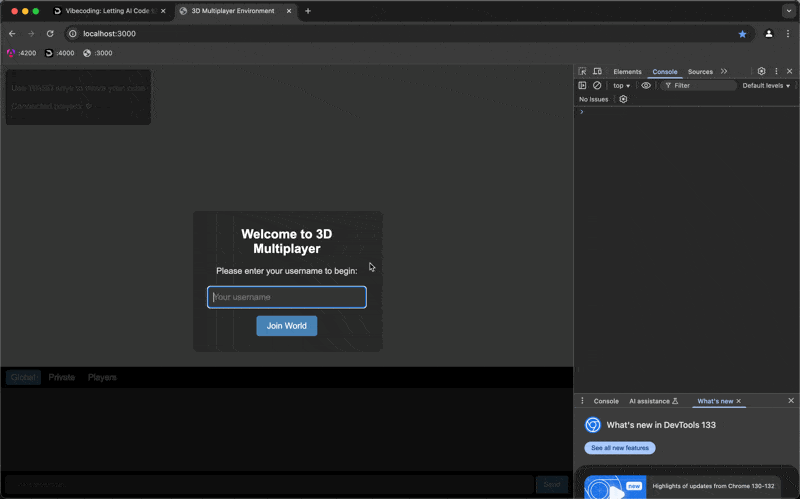 Vibecoding: Letting AI Code
3D Multiplayer Environment
localhost:3000
:4200
:4000
:3000
Use WASD keys to move your cube
Connected players: 0
Welcome to 3D
Multiplayer
Please enter your username to begin:
Your username
Join World
Global
Private
Players
Send
Elements
Console
Sources
top
Filter
Default levels
No Issues
Console
AI assistance
What's new
What's new in DevTools 133
See all new features
new
Highlights of updates from Chrome 130-132